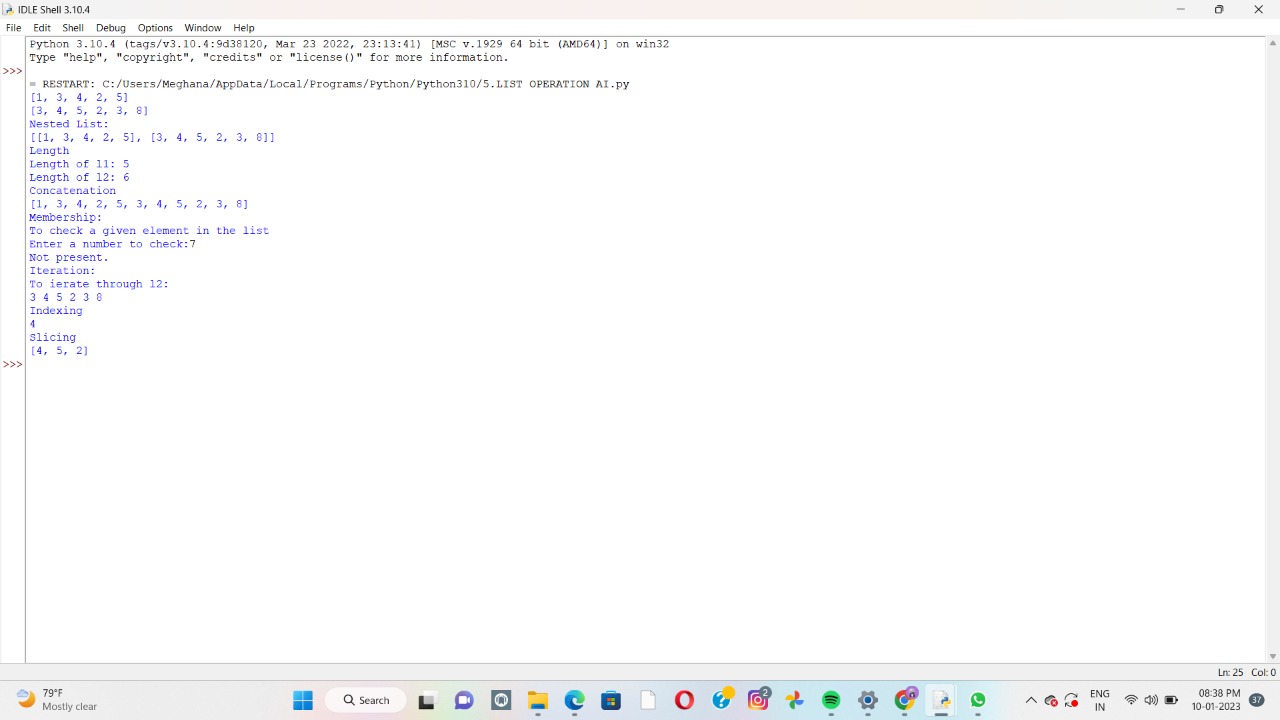 IDLE Shell 3.10.4
File Edit Shell Debug Options Window Help
Python 3.10.4 (tags/v3.10.4:9d38120, Mar 23 2022, 23:13:41) [MSC v.1929 64 bit (AMD64)] on win32
Type "help", "copyright", "credits" or "license()" for more information.
>>>
= RESTART: C:/Users/Meghana/AppData/Local/Programs/Python/Python310/5.LIST OPERATION AI.py
[1, 3, 4, 2, 5]
[3, 4, 5, 2, 3, 8]
Nested List:
[[1, 3, 4, 2, 5], [3, 4, 5, 2, 3, 8]]
Length
Length of l1: 5
Length of l2: 6
Concatenation
[1, 3, 4, 2, 5, 3, 4, 5, 2, 3, 8]
Membership:
To check a given element in the list
Enter a number to check:7
Not present.
Iteration:
To ierate through l2:
3 4 5 2 3 8
Indexing
4
Slicing
[4, 5, 2]
>>>
Ln: 25 Col: 0
79°F
Mostly clear
Search
2
ENG
IN
08:38 PM
10-01-2023
37